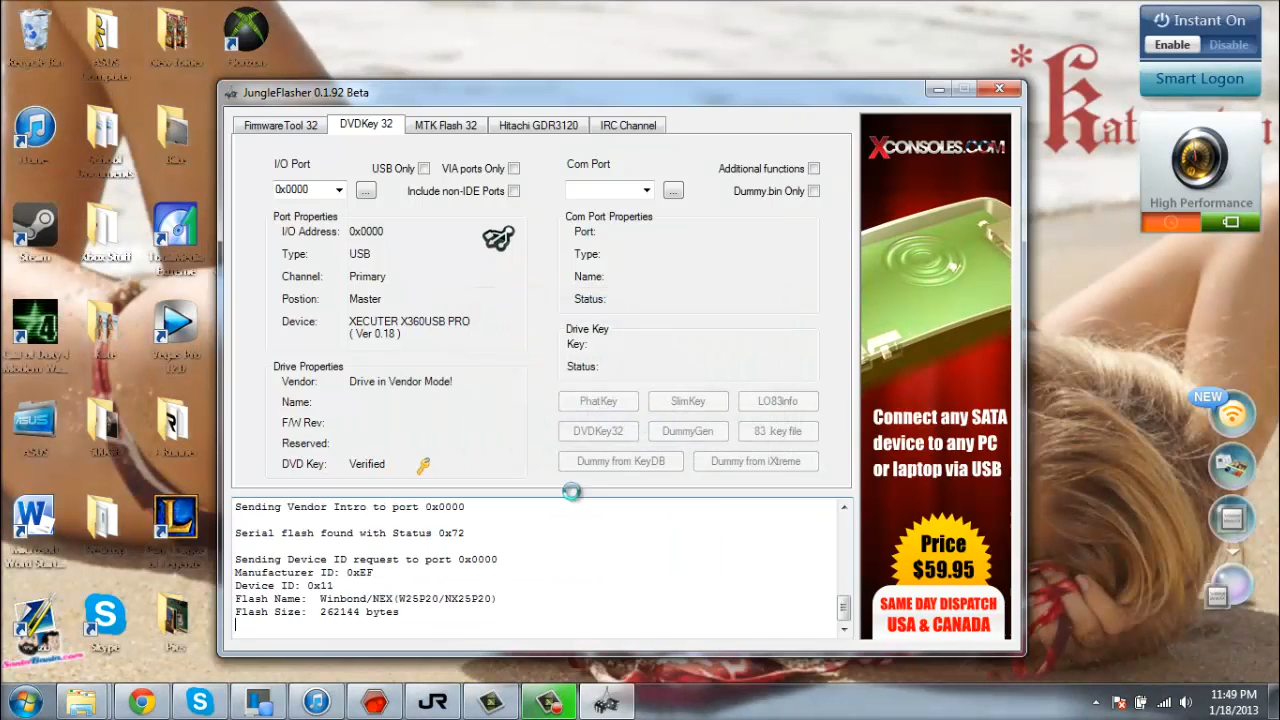 JungleFlasher 0.1.92 Beta
FirmwareTool 32
DVDKey 32
MTK Flash 32
Hitachi GDR3120
IRC Channel
I/O Port
USB Only
VIA ports Only
0x0000
...
Include non-IDE Ports
Com Port
Additional functions
...
Dummy.bin Only
Port Properties
I/O Address: 0x0000
Type: USB
Channel: Primary
Postion: Master
Device: XECUTER X360USB PRO
( Ver 0.18 )
Com Port Properties
Port:
Type:
Name:
Status:
Drive Key
Key:
Status:
Drive Properties
Vendor: Drive in Vendor Mode!
Name:
F/W Rev:
Reserved:
DVD Key: Verified
PhatKey
SlimKey
LO83info
DVDKey32
DummyGen
83 .key file
Dummy from KeyDB
Dummy from iXtreme
Sending Vendor Intro to port 0x0000
Serial flash found with Status 0x72
Sending Device ID request to port 0x0000
Manufacturer ID: 0xEF
Device ID: 0x11
Flash Name: Winbond/NEX(W25P20/NX25P20)
Flash Size: 262144 bytes
XCONSOLES.COM
Connect any SATA
device to any PC
or laptop via USB
Price
$59.95
SAME DAY DISPATCH
USA & CANADA
Instant On
Enable
Disable
Smart Logon
High Performance
NEW
Recycle Bin
iTunes
Steam
ASUS
Skype
Pics
JR
11:49 PM
1/18/2013